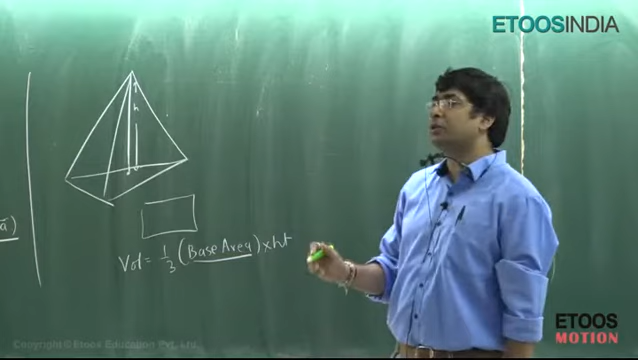 ETOOSINDIA
h
ā)
Vol = 1/3 (Base Area) x ht
ETOOS
MOTION
Copyright © Etoos Education Pvt. Ltd.